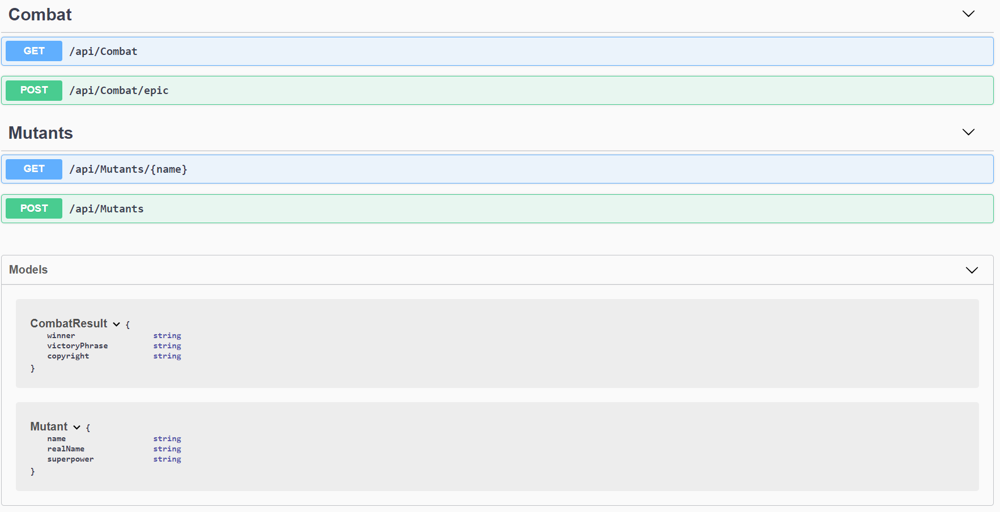 Combat
GET /api/Combat
POST /api/Combat/epic
Mutants
GET /api/Mutants/{name}
POST /api/Mutants
Models
CombatResult {
winner string
victoryPhrase string
copyright string
}
Mutant {
name string
realName string
superpower string
}